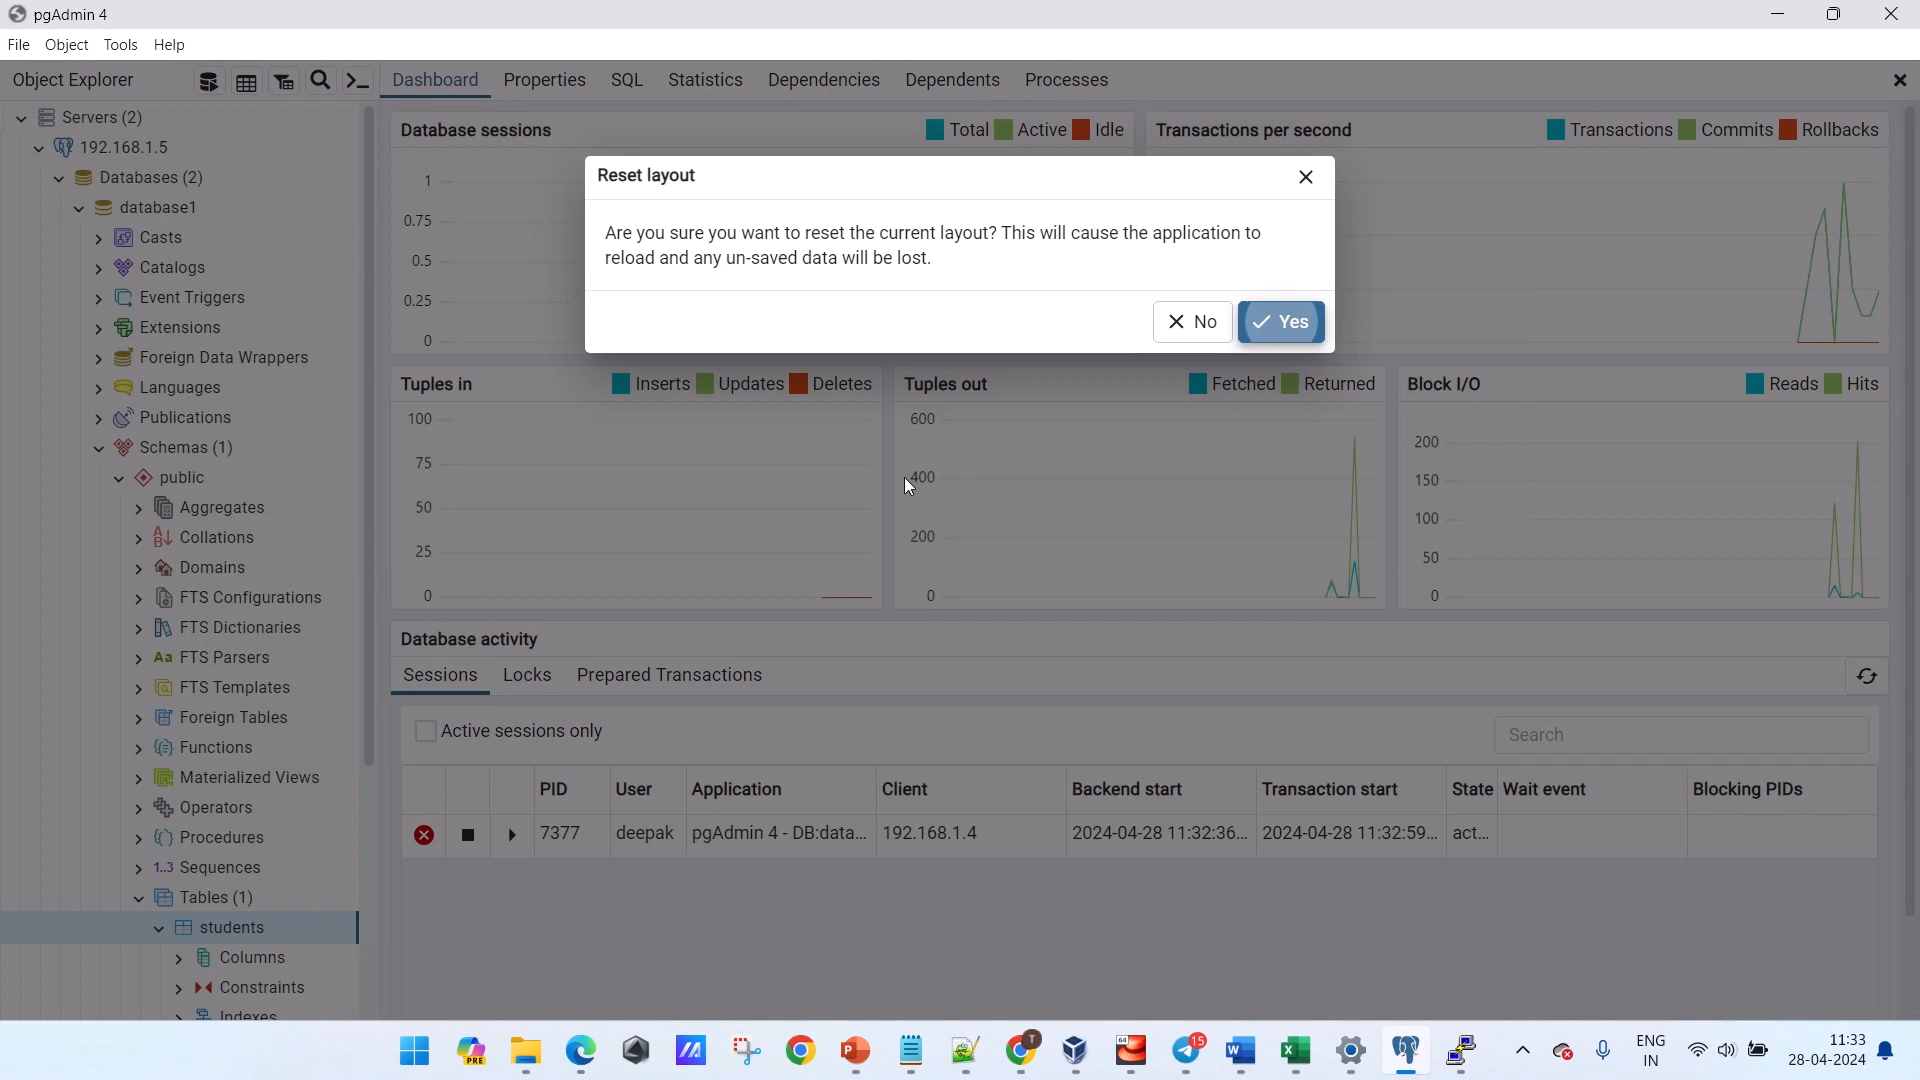 pgAdmin 4
File Object Tools Help
Object Explorer
Dashboard Properties SQL Statistics Dependencies Dependents Processes
Servers (2)
192.168.1.5
Databases (2)
database1
Casts
Catalogs
Event Triggers
Extensions
Foreign Data Wrappers
Languages
Publications
Schemas (1)
public
Aggregates
Collations
Domains
FTS Configurations
FTS Dictionaries
FTS Parsers
FTS Templates
Foreign Tables
Functions
Materialized Views
Operators
Procedures
Sequences
Tables (1)
students
Columns
Constraints
Indexes
Database sessions Total Active Idle
1
0.75
0.5
0.25
0
Transactions per second Transactions Commits Rollbacks
Reset layout
Are you sure you want to reset the current layout? This will cause the application to
reload and any un-saved data will be lost.
No Yes
Tuples in Inserts Updates Deletes
100
75
50
25
0
Tuples out Fetched Returned
600
400
200
0
Block I/O Reads Hits
200
150
100
50
0
Database activity
Sessions Locks Prepared Transactions
Active sessions only
Search
PID User Application Client Backend start Transaction start State Wait event Blocking PIDs
7377 deepak pgAdmin 4 - DB:data... 192.168.1.4 2024-04-28 11:32:36... 2024-04-28 11:32:59... act...
PRE
T
64
15
ENG
IN
11:33
28-04-2024